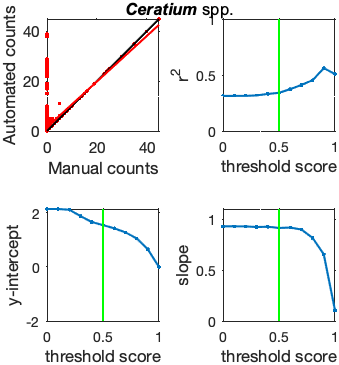 Ceratium spp.
Automated counts
40
20
0
0
20
40
Manual counts
r2
1
0.5
0
0
0.5
1
threshold score
y-intercept
2
0
-2
0
0.5
1
threshold score
slope
1
0.5
0
0
0.5
1
threshold score